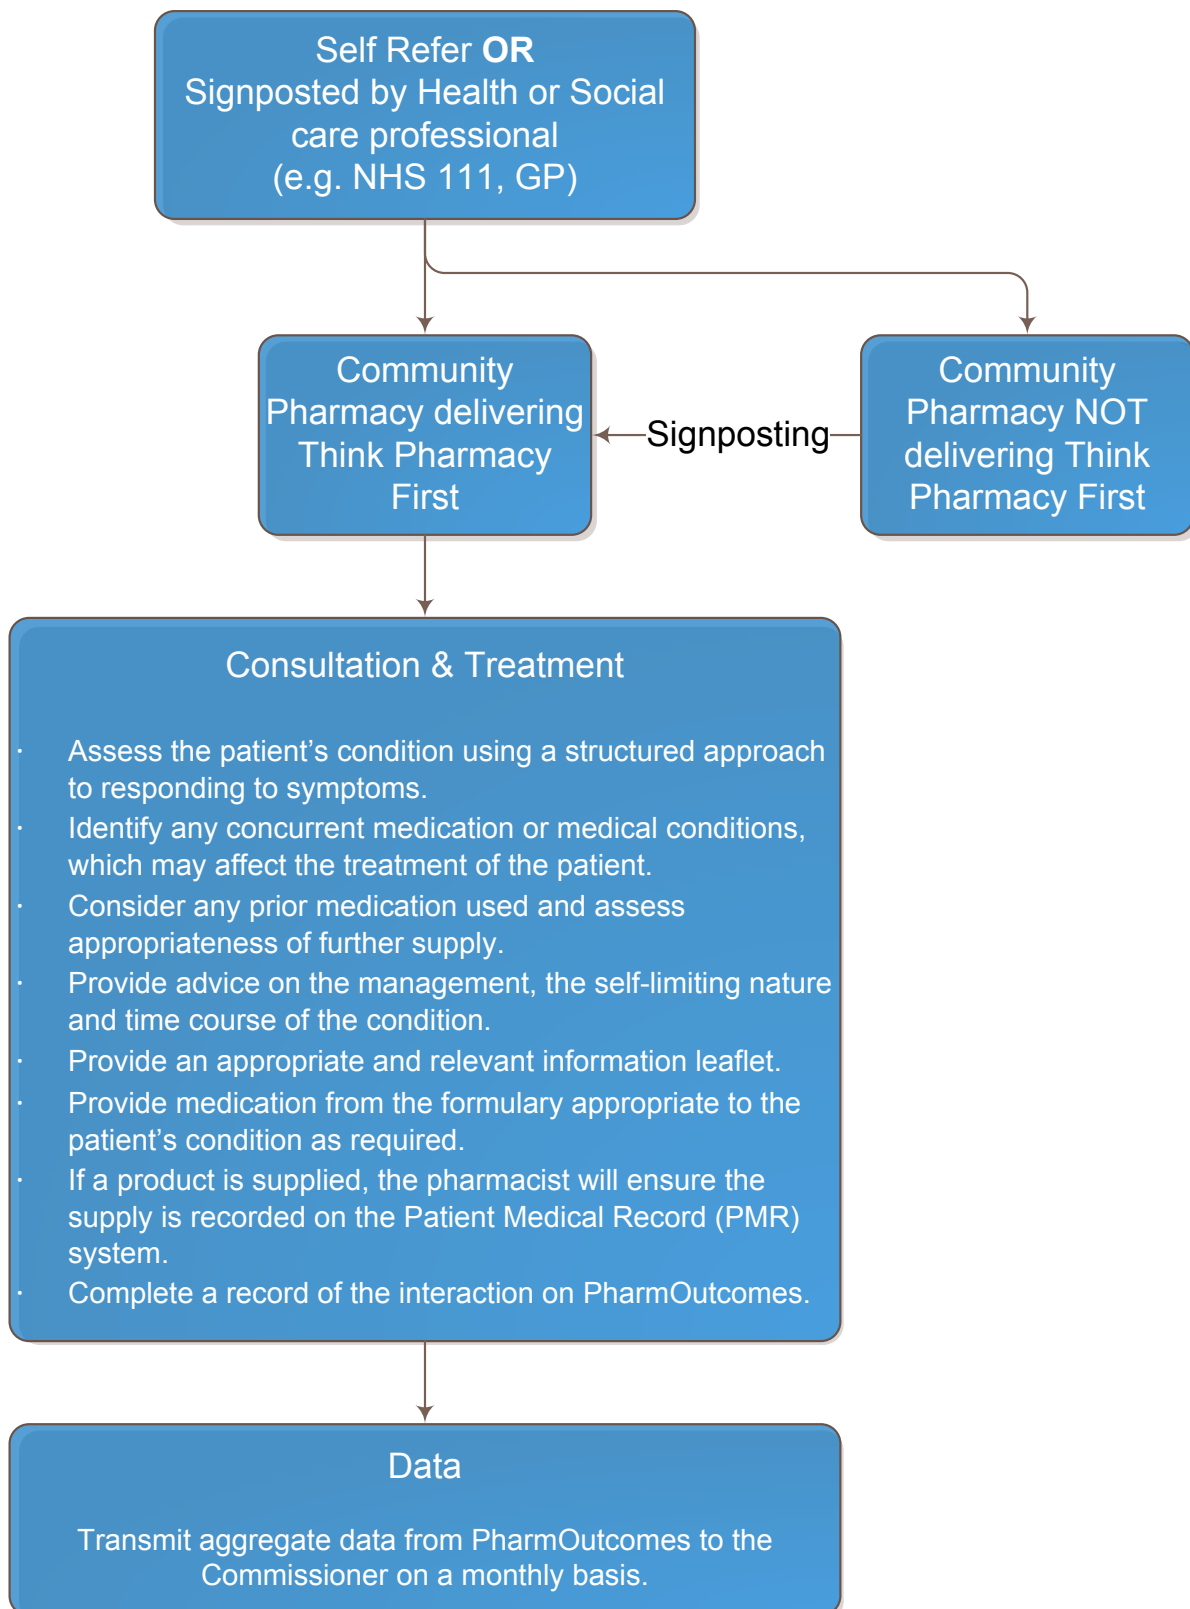 Self Refer OR
Signposted by Health or Social
care professional
(e.g. NHS 111, GP)
Community
Pharmacy delivering
Think Pharmacy
First
Signposting
Community
Pharmacy NOT
delivering Think
Pharmacy First
Consultation & Treatment
· Assess the patient’s condition using a structured approach
to responding to symptoms.
· Identify any concurrent medication or medical conditions,
which may affect the treatment of the patient.
· Consider any prior medication used and assess
appropriateness of further supply.
· Provide advice on the management, the self-limiting nature
and time course of the condition.
· Provide an appropriate and relevant information leaflet.
· Provide medication from the formulary appropriate to the
patient’s condition as required.
· If a product is supplied, the pharmacist will ensure the
supply is recorded on the Patient Medical Record (PMR)
system.
· Complete a record of the interaction on PharmOutcomes.
Data
Transmit aggregate data from PharmOutcomes to the
Commissioner on a monthly basis.